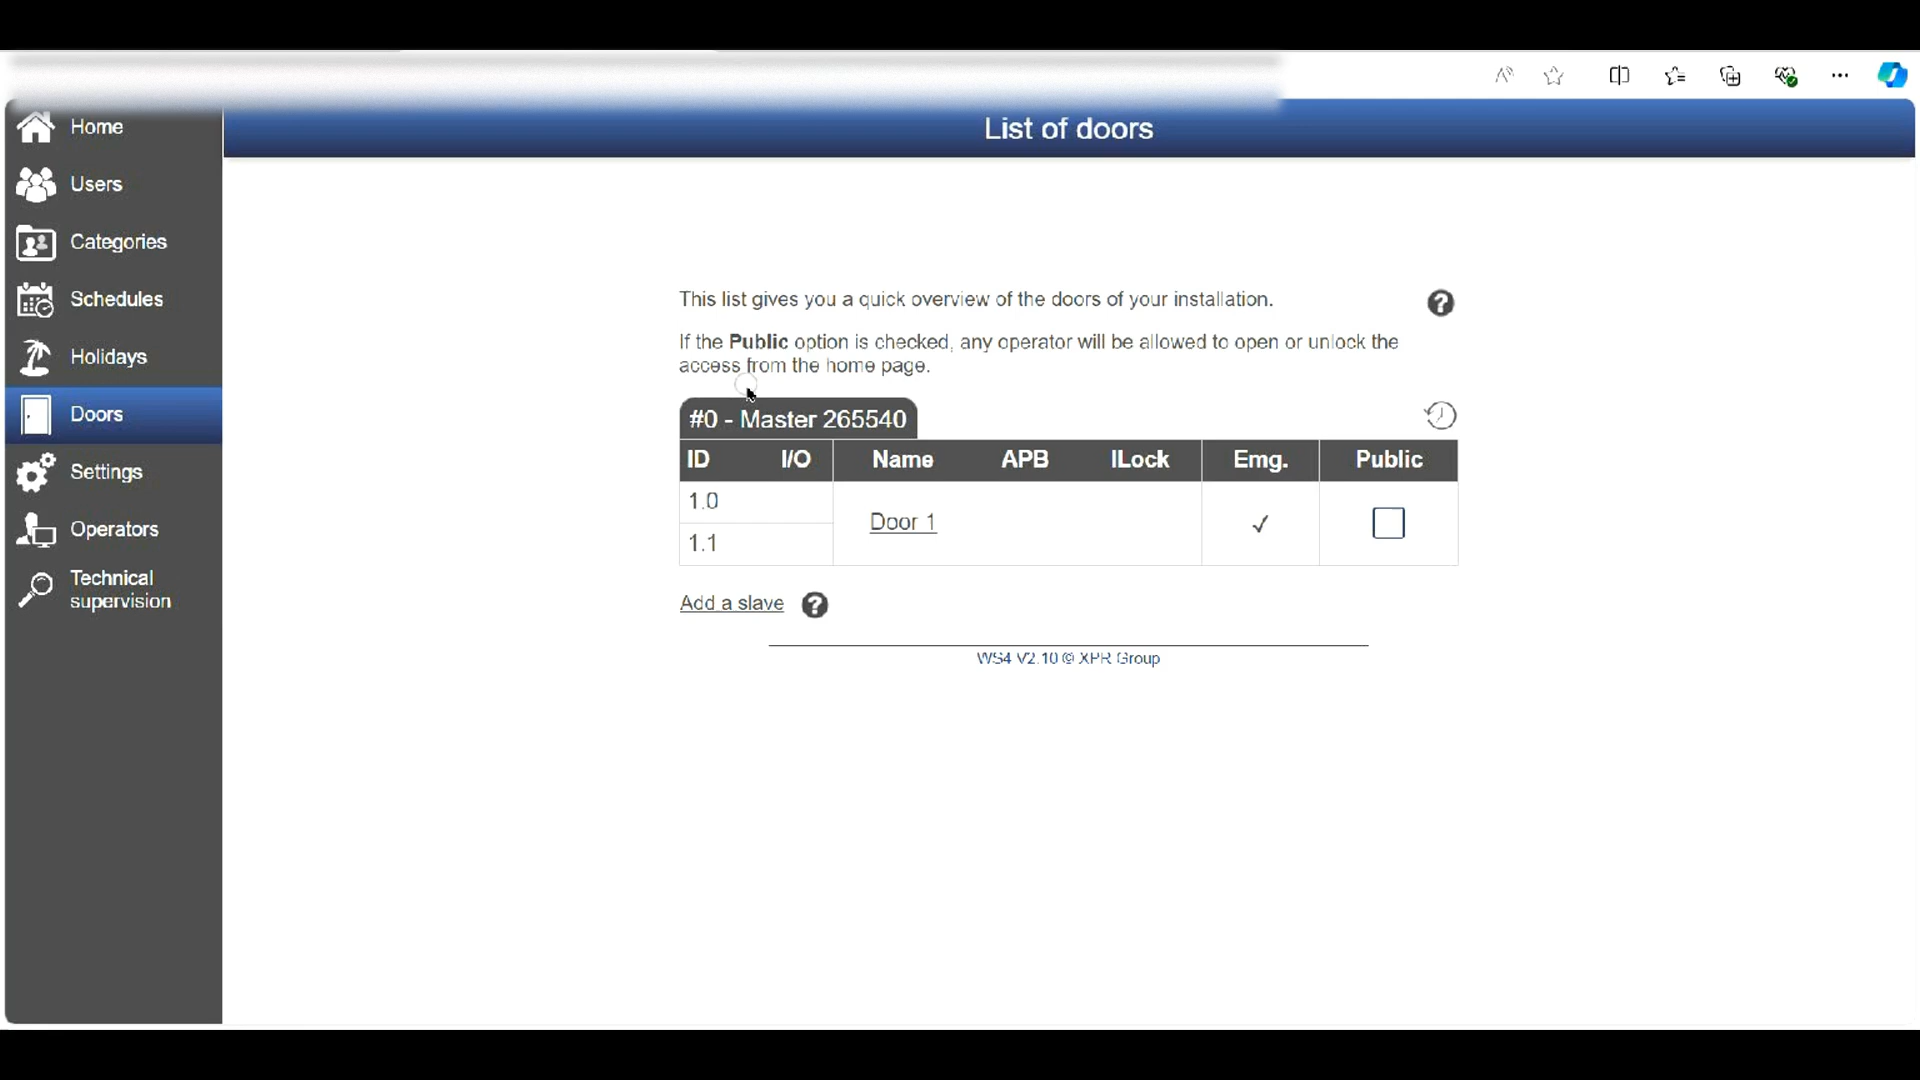 List of doors
Home
Users
Categories
Schedules
Holidays
Doors
Settings
Operators
Technical
supervision
This list gives you a quick overview of the doors of your installation.
If the Public option is checked, any operator will be allowed to open or unlock the
access from the home page.
#0 - Master 265540
ID I/O Name APB ILock Emg. Public
1.0
Door 1
1.1
Add a slave
WS4 V2.10 © XPR Group